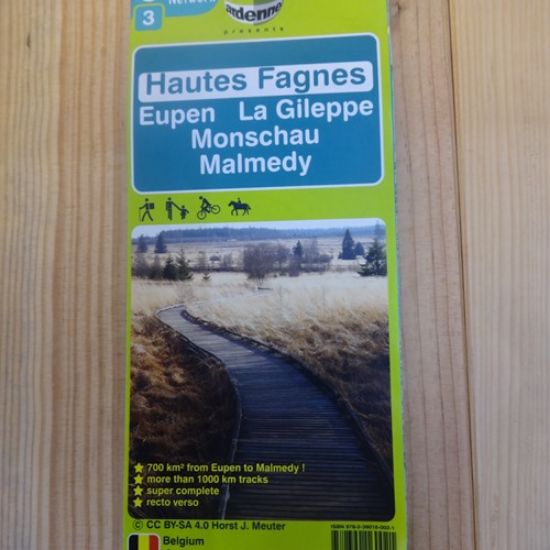 Network
3
ardenne
presents
Hautes Fagnes
Eupen La Gileppe
Monschau
Malmedy
700 km² from Eupen to Malmedy !
more than 1000 km tracks
super complete
recto verso
© CC BY-SA 4.0 Horst J. Meuter
Belgium